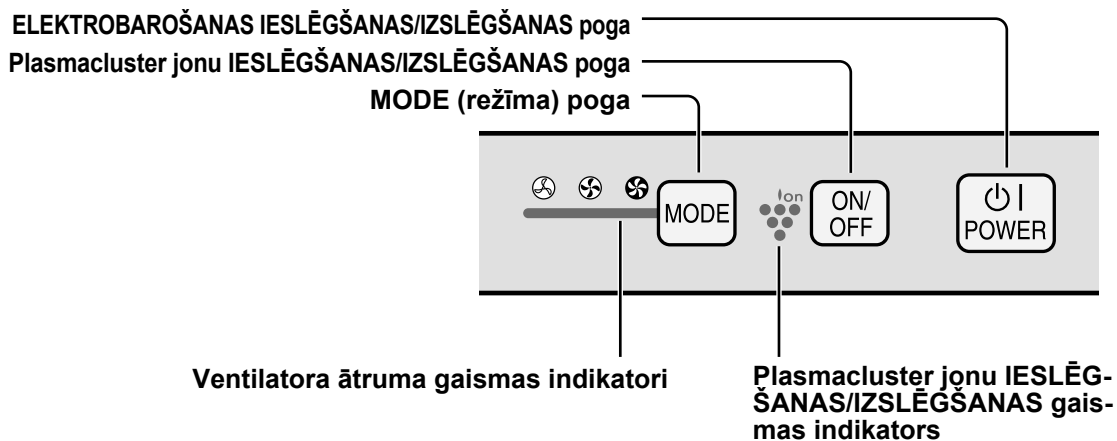 ELEKTROBAROŠANAS IESLĒGŠANAS/IZSLĒGŠANAS poga
Plasmacluster jonu IESLĒGŠANAS/IZSLĒGŠANAS poga
MODE (režīma) poga
MODE
ion
ON/
OFF
POWER
Ventilatora ātruma gaismas indikatori
Plasmacluster jonu IESLĒG-
ŠANAS/IZSLĒGŠANAS gais-
mas indikators